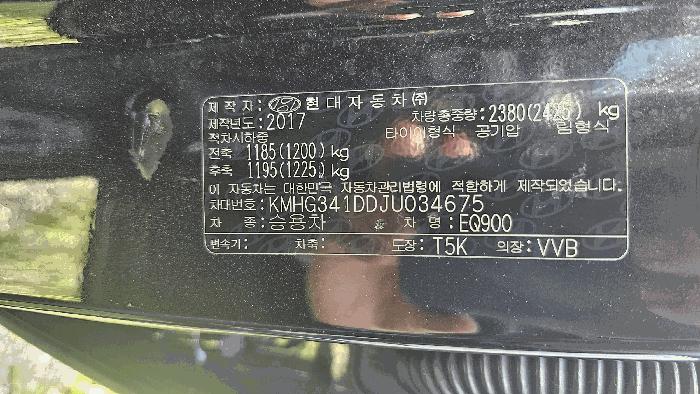 제 작 자: 현대자동차㈜
제작년도: 2017 차량총중량: 2380(2425) kg
적차시하중 타이어형식 공기압 림형식
전축 1185(1200) kg
후축 1195(1225) kg
이 자동차는 대한민국 자동차관리법령에 적합하게 제작되었습니다.
차대번호: KMHG341DDJU034675
차 종: 승용차 차 명: EQ900
변속기: 차축: 도장: T5K 의장: VVB